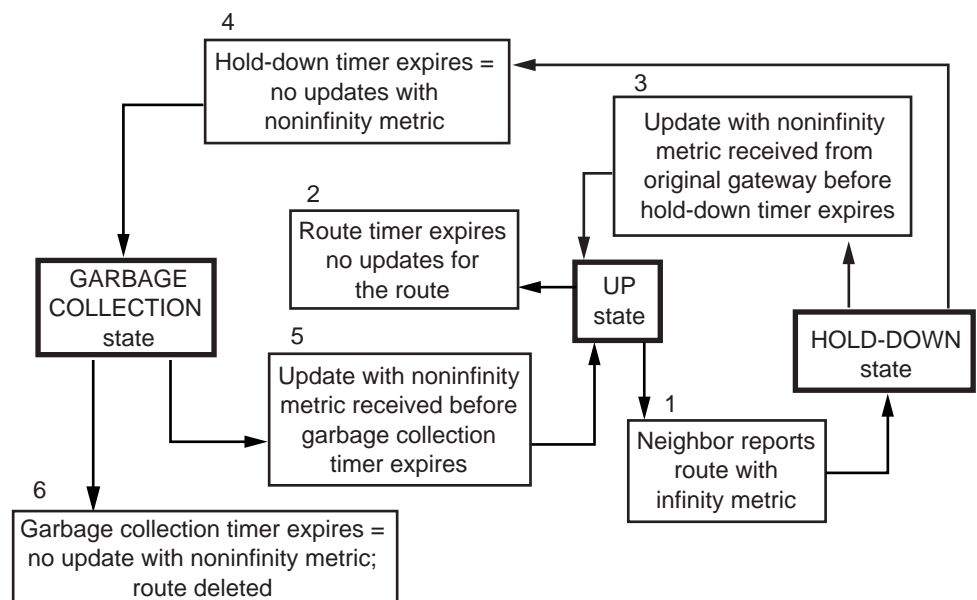 4
Hold-down timer expires =
no updates with
noninfinity metric
3
Update with noninfinity
metric received from
original gateway before
hold-down timer expires
2
Route timer expires
no updates for
the route
GARBAGE
COLLECTION
state
UP
state
HOLD-DOWN
state
5
Update with noninfinity
metric received before
garbage collection
timer expires
1
Neighbor reports
route with
infinity metric
6
Garbage collection timer expires =
no update with noninfinity metric;
route deleted